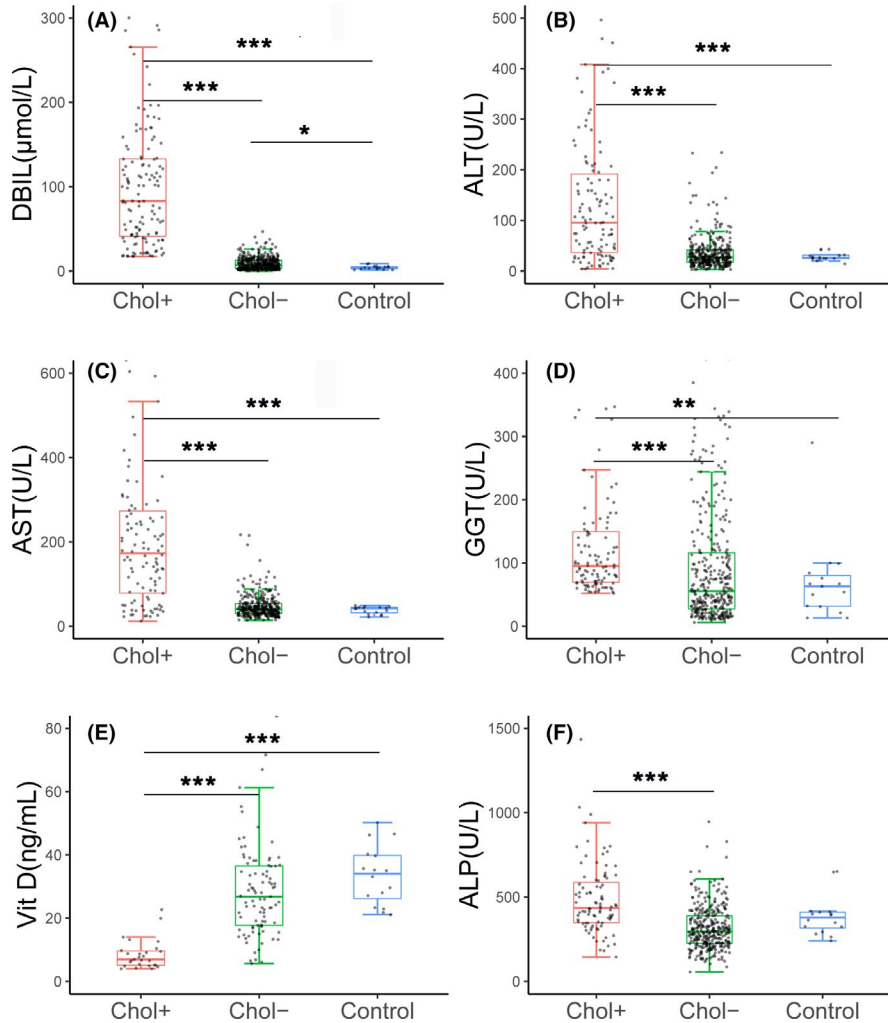 (A)
DBIL(μmol/L)
300
200
100
0
***
***
*
Chol+ Chol− Control
(B)
ALT(U/L)
500
400
300
200
100
0
***
***
Chol+ Chol− Control
(C)
AST(U/L)
600
400
200
0
***
***
Chol+ Chol− Control
(D)
GGT(U/L)
400
300
200
100
0
**
***
Chol+ Chol− Control
(E)
Vit D(ng/mL)
80
60
40
20
0
***
***
Chol+ Chol− Control
(F)
ALP(U/L)
1500
1000
500
0
***
Chol+ Chol− Control